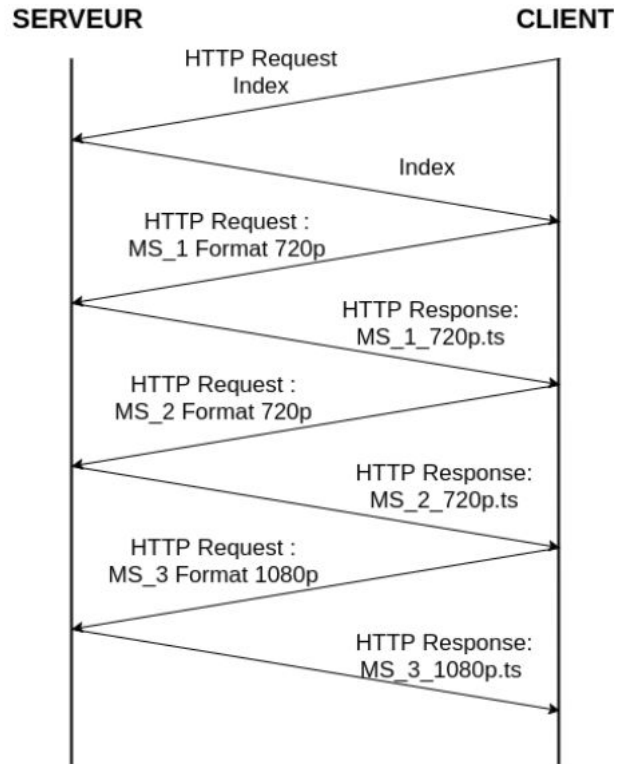 SERVEUR
CLIENT
HTTP Request
Index
Index
HTTP Request :
MS_1 Format 720p
HTTP Response:
MS_1_720p.ts
HTTP Request :
MS_2 Format 720p
HTTP Response:
MS_2_720p.ts
HTTP Request :
MS_3 Format 1080p
HTTP Response:
MS_3_1080p.ts